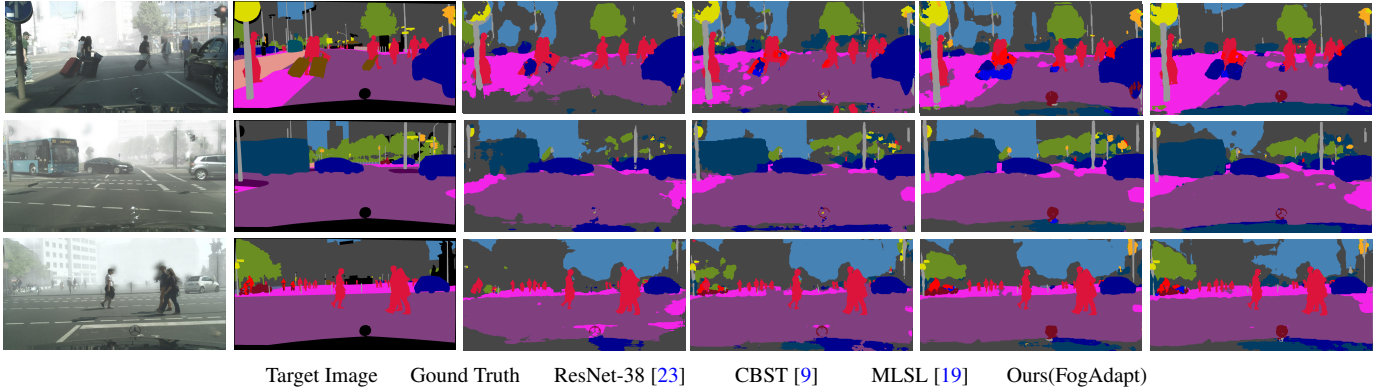 Target Image Gound Truth ResNet-38 [23] CBST [9] MLSL [19] Ours(FogAdapt)